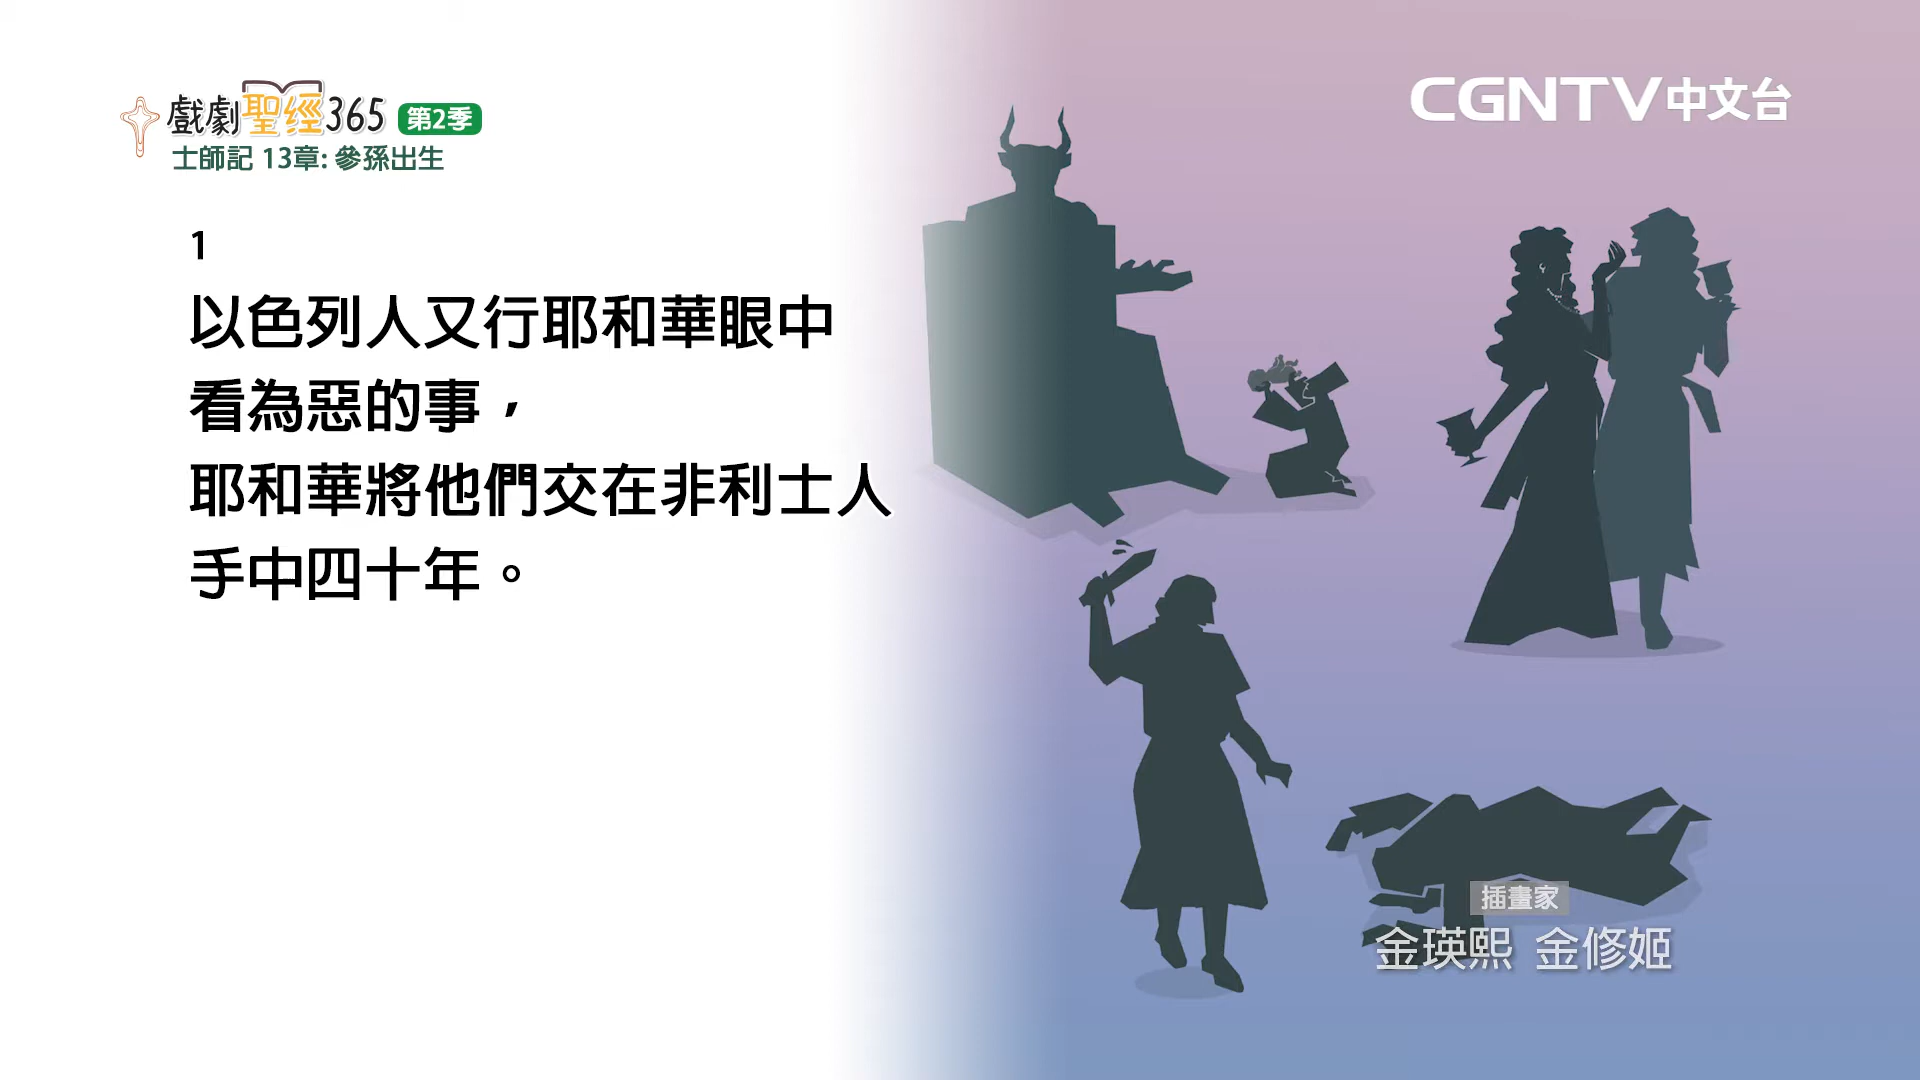 戲劇聖經365 第2季
士師記 13章: 參孫出生
CGNTV中文台
1
以色列人又行耶和華眼中
看為惡的事，
耶和華將他們交在非利士人
手中四十年。
插畫家
金瑛熙 金修姬